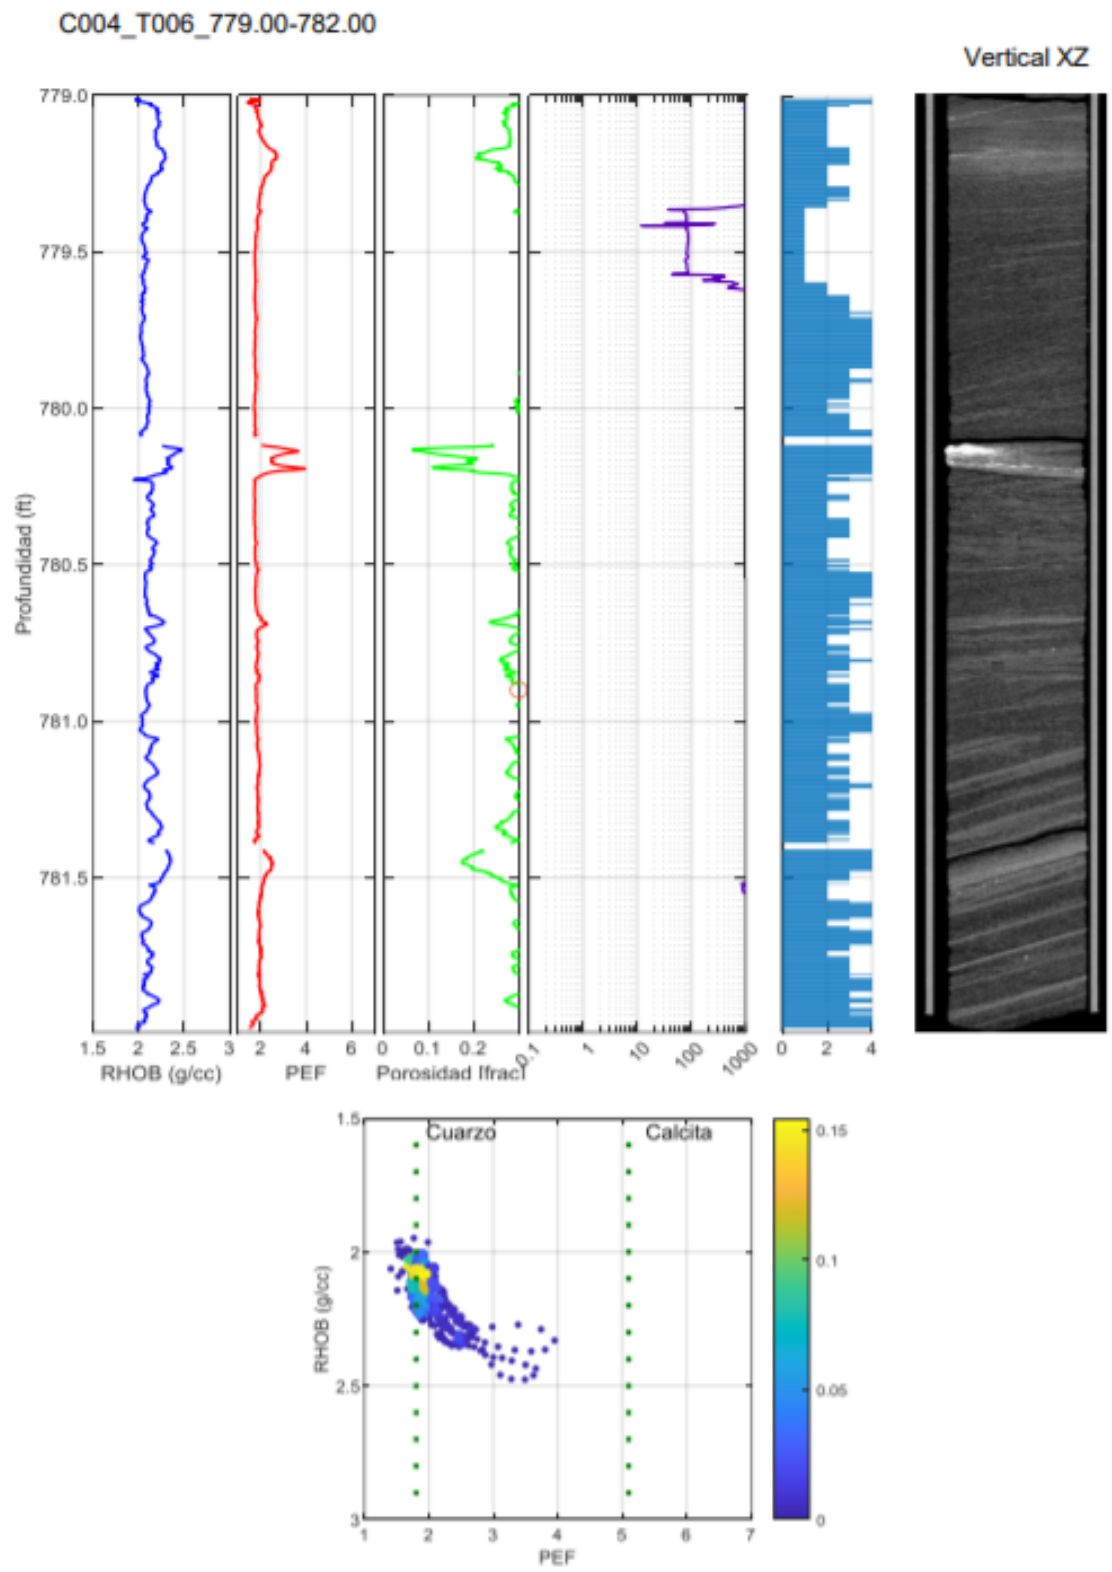 C004_T006_779.00-782.00
Vertical XZ
779.0
779.5
780.0
780.5
781.0
781.5
Profundidad (ft)
1.5 2 2.5 3
RHOB (g/cc)
2 4 6
PEF
0 0.1 0.2
Porosidad [frac]
0.1 1 10 100 1000
0 2 4
1.5
2
2.5
3
RHOB (g/cc)
Cuarzo Calcita
1 2 3 4 5 6 7
PEF
0.15
0.1
0.05
0